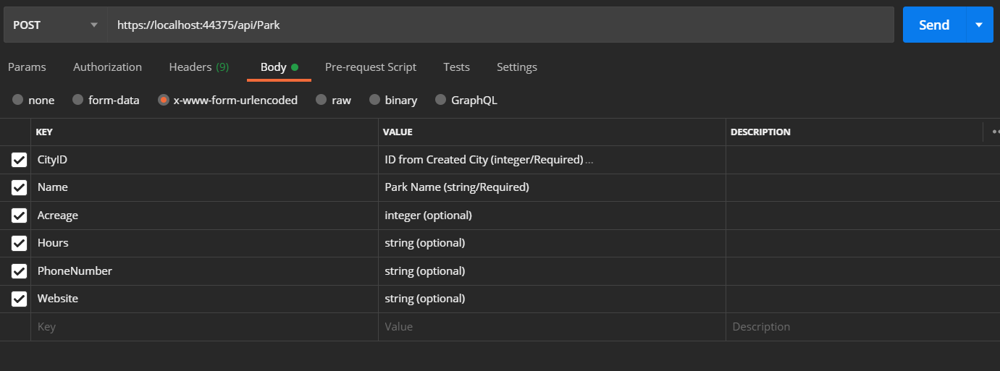 POST https://localhost:44375/api/Park Send
Params Authorization Headers (9) Body Pre-request Script Tests Settings
none form-data x-www-form-urlencoded raw binary GraphQL
KEY VALUE DESCRIPTION
CityID ID from Created City (integer/Required) ...
Name Park Name (string/Required)
Acreage integer (optional)
Hours string (optional)
PhoneNumber string (optional)
Website string (optional)
Key Value Description